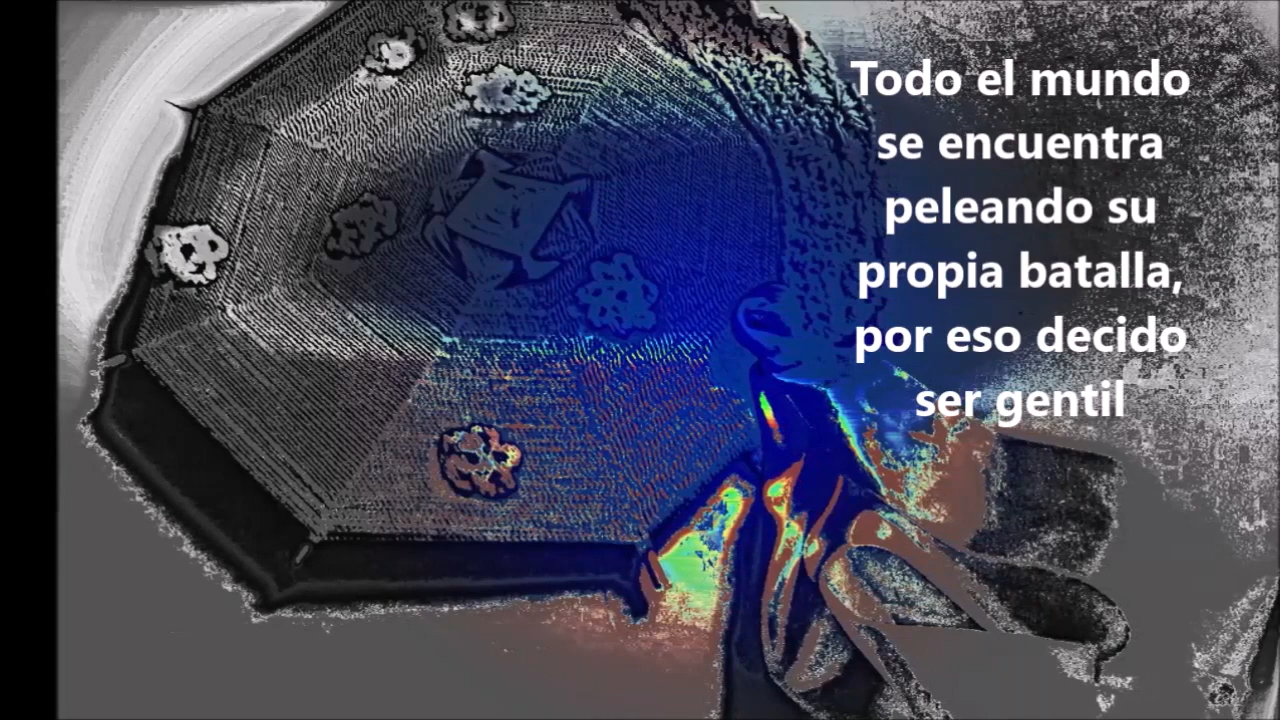 Todo el mundo
se encuentra
peleando su
propia batalla,
por eso decido
ser gentil